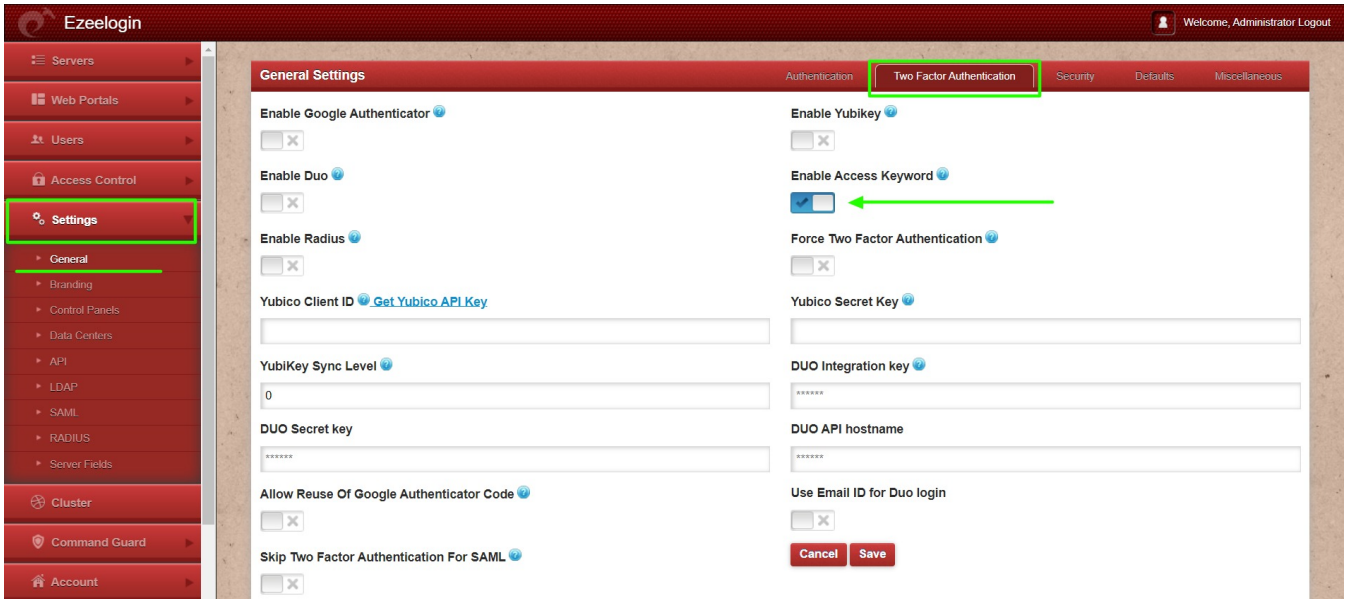 Ezeelogin
Welcome, Administrator Logout
Servers
Web Portals
Users
Access Control
Settings
General
Branding
Control Panels
Data Centers
API
LDAP
SAML
RADIUS
Server Fields
Cluster
Command Guard
Account
General Settings
Authentication Two Factor Authentication Security Defaults Miscellaneous
Enable Google Authenticator
Enable Yubikey
Enable Duo
Enable Access Keyword
Enable Radius
Force Two Factor Authentication
Yubico Client ID Get Yubico API Key
Yubico Secret Key
YubiKey Sync Level
0
DUO Integration key
******
DUO Secret key
******
DUO API hostname
******
Allow Reuse Of Google Authenticator Code
Use Email ID for Duo login
Skip Two Factor Authentication For SAML
Cancel Save